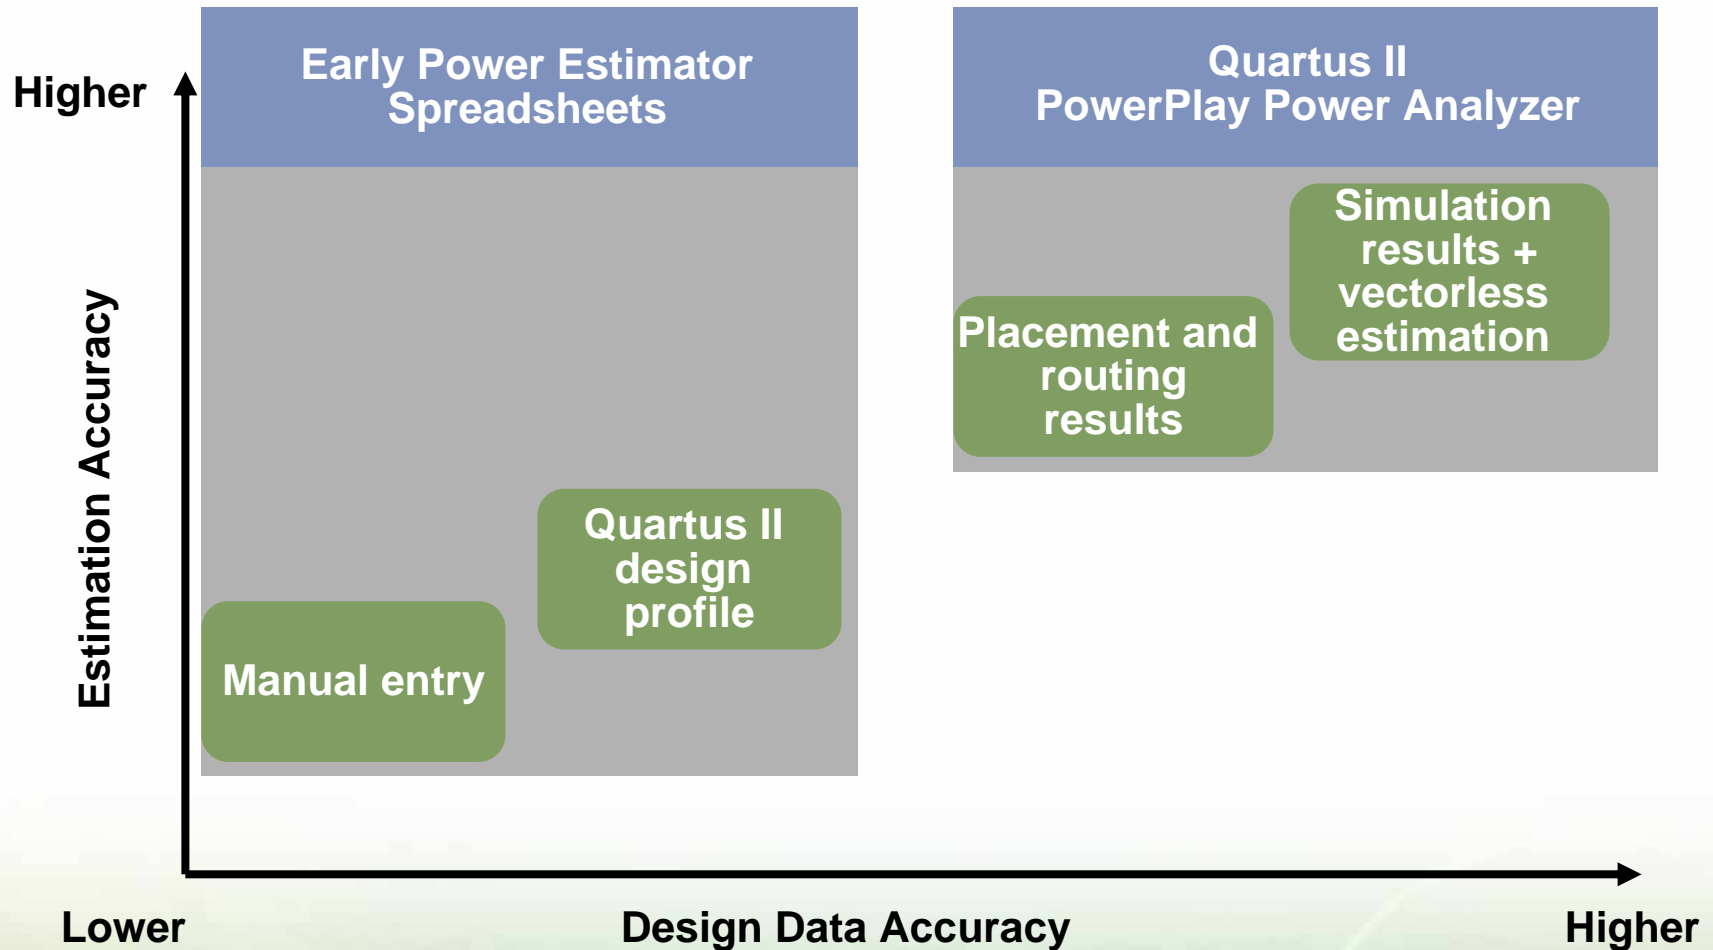 Early Power Estimator
Spreadsheets
Quartus II
PowerPlay Power Analyzer
Higher
Estimation Accuracy
Simulation
results +
vectorless
estimation
Placement and
routing
results
Quartus II
design
profile
Manual entry
Lower
Design Data Accuracy
Higher